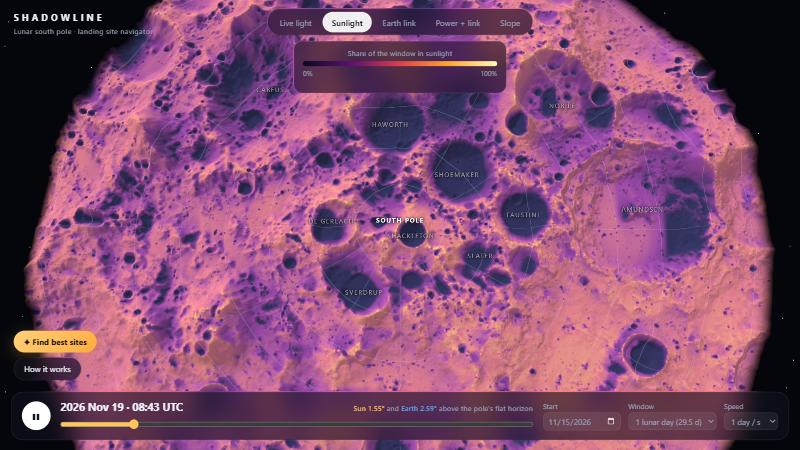 SHADOWLINE
Lunar south pole · landing site navigator
Live light
Sunlight
Earth link
Power + link
Slope
Share of the window in sunlight
0%
100%
CABEUS
NOBILE
HAWORTH
SHOEMAKER
AMUNDSEN
FAUSTINI
DE GERLACHE
SOUTH POLE
SHACKLETON
SLATER
SVERDRUP
✦ Find best sites
How it works
2026 Nov 19 · 08:43 UTC
Sun 1.55° and Earth 2.59° above the pole's flat horizon
Start
Window
Speed
11/15/2026
1 lunar day (29.5 d)
1 day / s